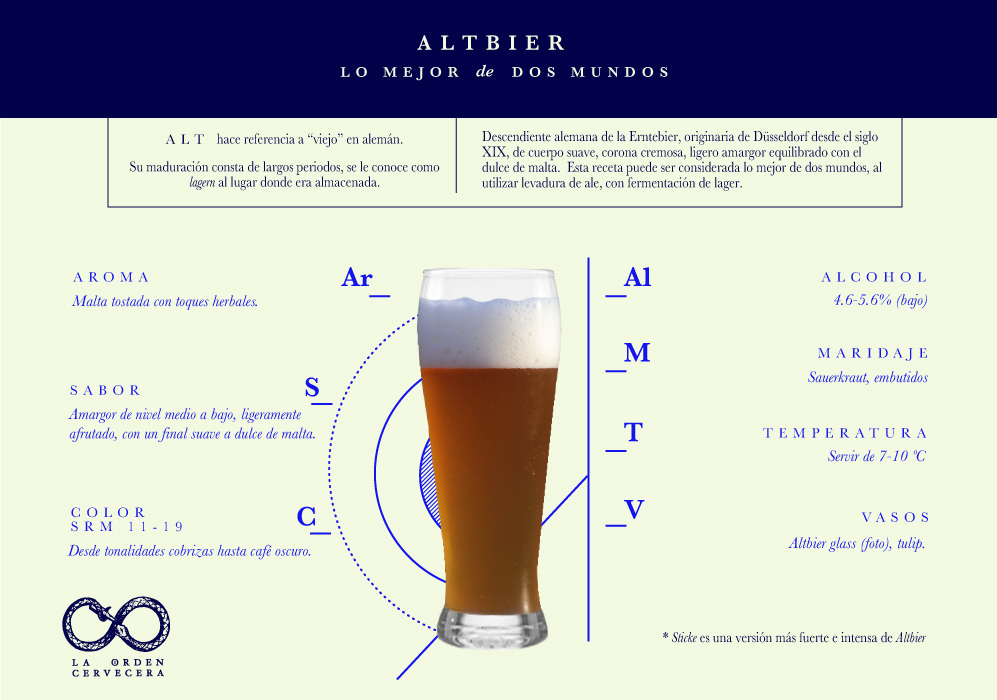 ALTBIER
LO MEJOR de DOS MUNDOS
ALT hace referencia a “viejo” en alemán.
Su maduración consta de largos periodos, se le conoce como
lagern al lugar donde era almacenada.
Descendiente alemana de la Erntebier, originaria de Düsseldorf desde el siglo
XIX, de cuerpo suave, corona cremosa, ligero amargor equilibrado con el
dulce de malta. Esta receta puede ser considerada lo mejor de dos mundos, al
utilizar levadura de ale, con fermentación de lager.
Ar_
AROMA
Malta tostada con toques herbales.
S_
SABOR
Amargor de nivel medio a bajo, ligeramente
afrutado, con un final suave a dulce de malta.
C_
COLOR
SRM 11-19
Desde tonalidades cobrizas hasta café oscuro.
_Al
ALCOHOL
4.6-5.6% (bajo)
_M
MARIDAJE
Sauerkraut, embutidos
_T
TEMPERATURA
Servir de 7-10 ºC
_V
VASOS
Altbier glass (foto), tulip.
LA ORDEN
CERVECERA
* Sticke es una versión más fuerte e intensa de Altbier